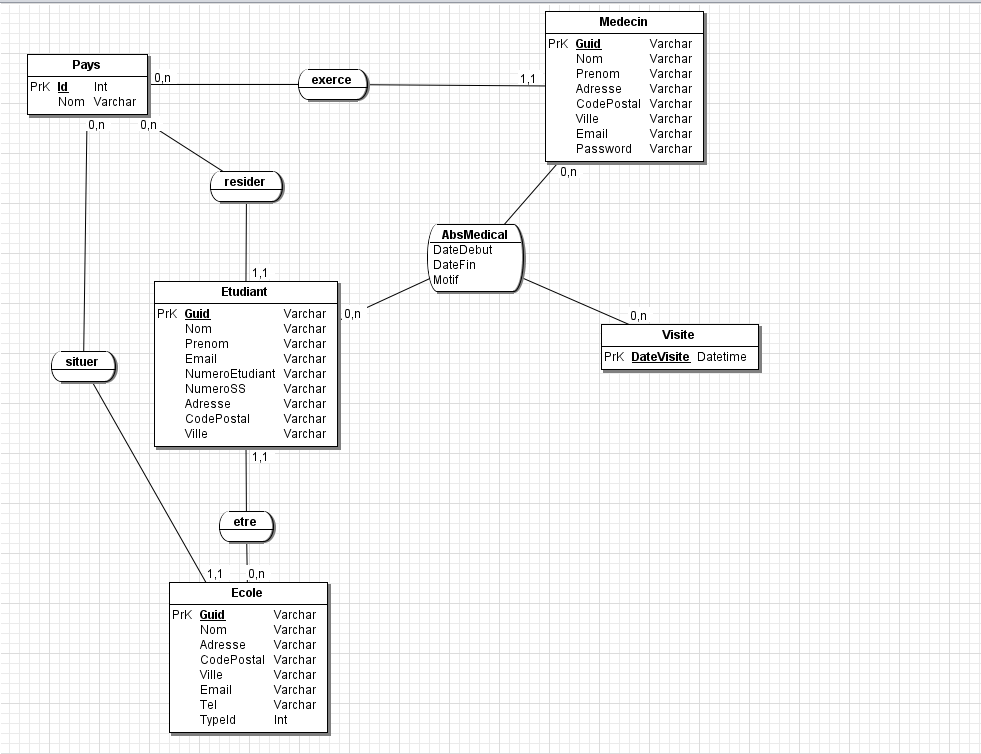 Medecin
PrK Guid Varchar
Nom Varchar
Prenom Varchar
Adresse Varchar
CodePostal Varchar
Ville Varchar
Email Varchar
Password Varchar
Pays
PrK Id Int
Nom Varchar
0,n
exerce
1,1
0,n
0,n
resider
0,n
AbsMedical
DateDebut
DateFin
Motif
1,1
Etudiant
PrK Guid Varchar
Nom Varchar
Prenom Varchar
Email Varchar
NumeroEtudiant Varchar
NumeroSS Varchar
Adresse Varchar
CodePostal Varchar
Ville Varchar
0,n
0,n
Visite
PrK DateVisite Datetime
situer
1,1
etre
1,1
0,n
Ecole
PrK Guid Varchar
Nom Varchar
Adresse Varchar
CodePostal Varchar
Ville Varchar
Email Varchar
Tel Varchar
TypeId Int